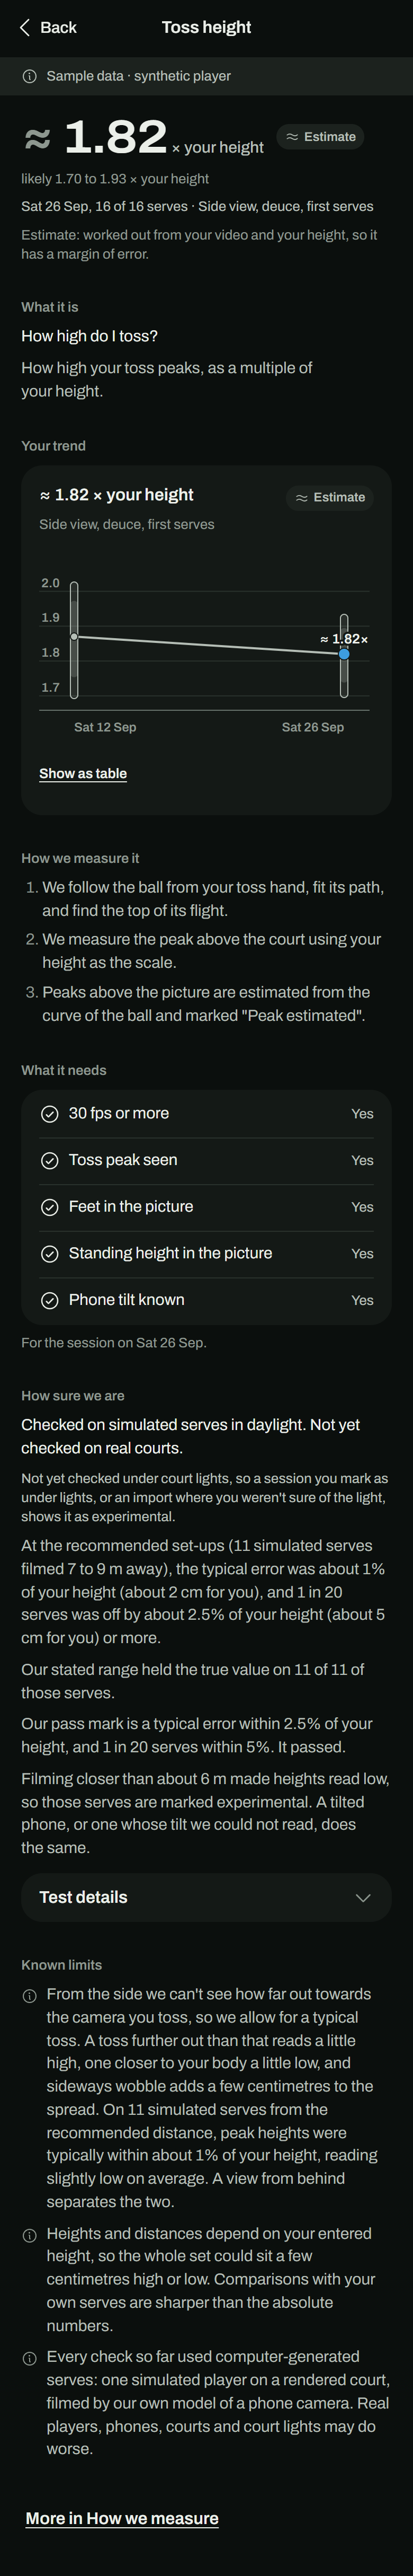 Back
Toss height
Sample data · synthetic player
≈ 1.82 × your height
≈ Estimate
likely 1.70 to 1.93 × your height
Sat 26 Sep, 16 of 16 serves · Side view, deuce, first serves
Estimate: worked out from your video and your height, so it
has a margin of error.
What it is
How high do I toss?
How high your toss peaks, as a multiple of
your height.
Your trend
≈ 1.82 × your height
≈ Estimate
Side view, deuce, first serves
2.0
1.9
≈ 1.82×
1.8
1.7
Sat 12 Sep
Sat 26 Sep
Show as table
How we measure it
1. We follow the ball from your toss hand, fit its path,
and find the top of its flight.
2. We measure the peak above the court using your
height as the scale.
3. Peaks above the picture are estimated from the
curve of the ball and marked "Peak estimated".
What it needs
30 fps or more Yes
Toss peak seen Yes
Feet in the picture Yes
Standing height in the picture Yes
Phone tilt known Yes
For the session on Sat 26 Sep.
How sure we are
Checked on simulated serves in daylight. Not yet
checked on real courts.
Not yet checked under court lights, so a session you mark as
under lights, or an import where you weren't sure of the light,
shows it as experimental.
At the recommended set-ups (11 simulated serves
filmed 7 to 9 m away), the typical error was about 1%
of your height (about 2 cm for you), and 1 in 20
serves was off by about 2.5% of your height (about 5
cm for you) or more.
Our stated range held the true value on 11 of 11 of
those serves.
Our pass mark is a typical error within 2.5% of your
height, and 1 in 20 serves within 5%. It passed.
Filming closer than about 6 m made heights read low,
so those serves are marked experimental. A tilted
phone, or one whose tilt we could not read, does
the same.
Test details
Known limits
From the side we can't see how far out towards
the camera you toss, so we allow for a typical
toss. A toss further out than that reads a little
high, one closer to your body a little low, and
sideways wobble adds a few centimetres to the
spread. On 11 simulated serves from the
recommended distance, peak heights were
typically within about 1% of your height, reading
slightly low on average. A view from behind
separates the two.
Heights and distances depend on your entered
height, so the whole set could sit a few
centimetres high or low. Comparisons with your
own serves are sharper than the absolute
numbers.
Every check so far used computer-generated
serves: one simulated player on a rendered court,
filmed by our own model of a phone camera. Real
players, phones, courts and court lights may do
worse.
More in How we measure